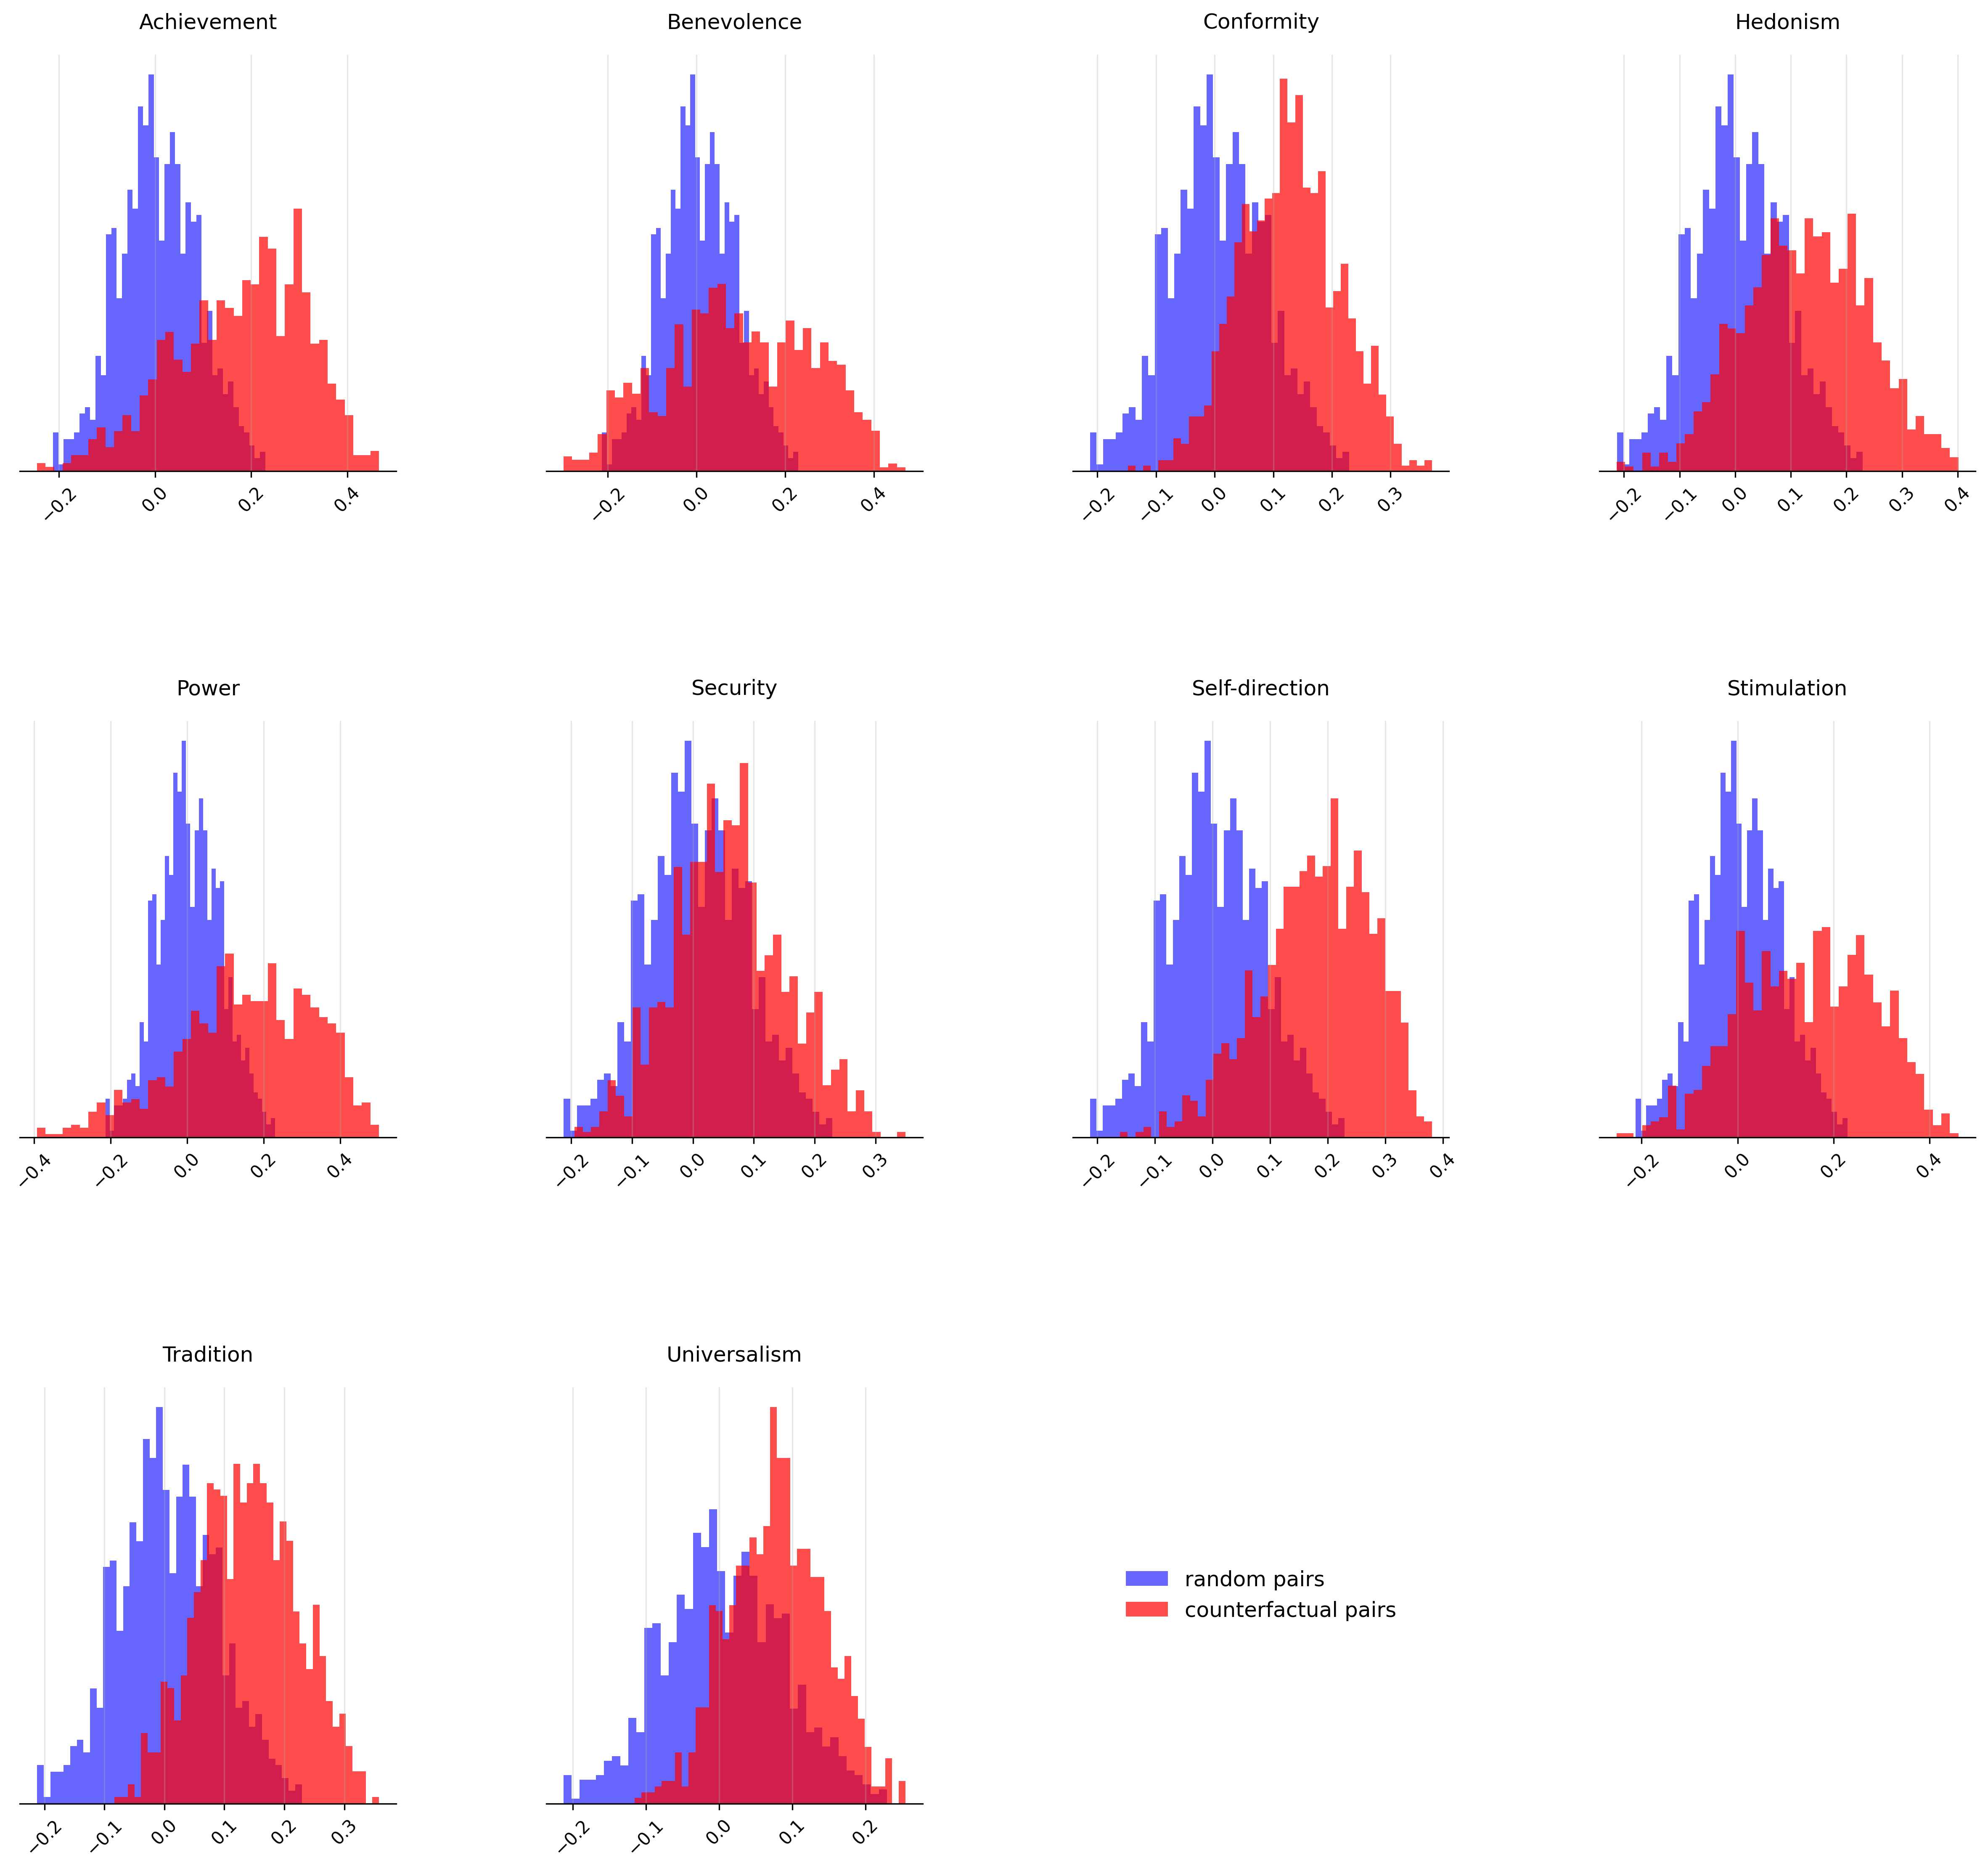 Achievement Benevolence Conformity Hedonism
−0.2 0.0 0.2 0.4 −0.2 0.0 0.2 0.4 −0.2 −0.1 0.0 0.1 0.2 0.3 −0.2 −0.1 0.0 0.1 0.2 0.3 0.4
Power Security Self-direction Stimulation
−0.4 −0.2 0.0 0.2 0.4 −0.2 −0.1 0.0 0.1 0.2 0.3 −0.2 −0.1 0.0 0.1 0.2 0.3 0.4 −0.2 0.0 0.2 0.4
Tradition Universalism
random pairs
counterfactual pairs
−0.2 −0.1 0.0 0.1 0.2 0.3 −0.2 −0.1 0.0 0.1 0.2